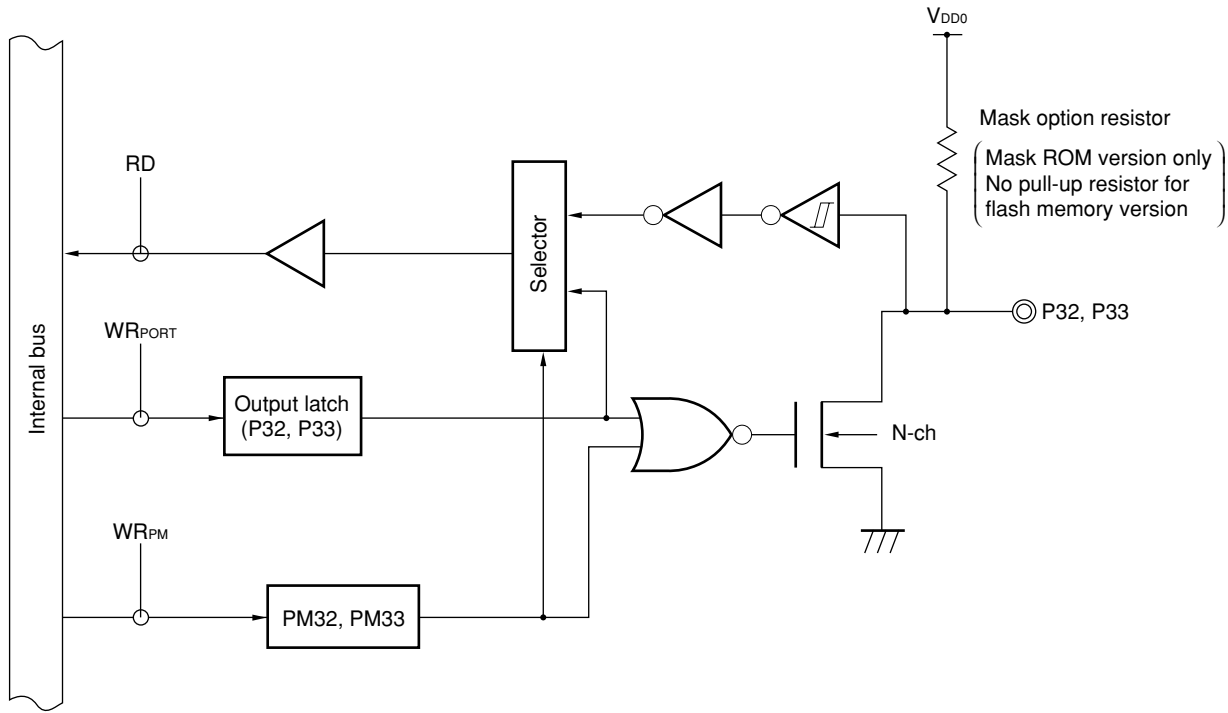 VDD0
Mask option resistor
Mask ROM version only
No pull-up resistor for
flash memory version
RD
Selector
P32, P33
WRPORT
Internal bus
Output latch
(P32, P33)
N-ch
WRPM
PM32, PM33